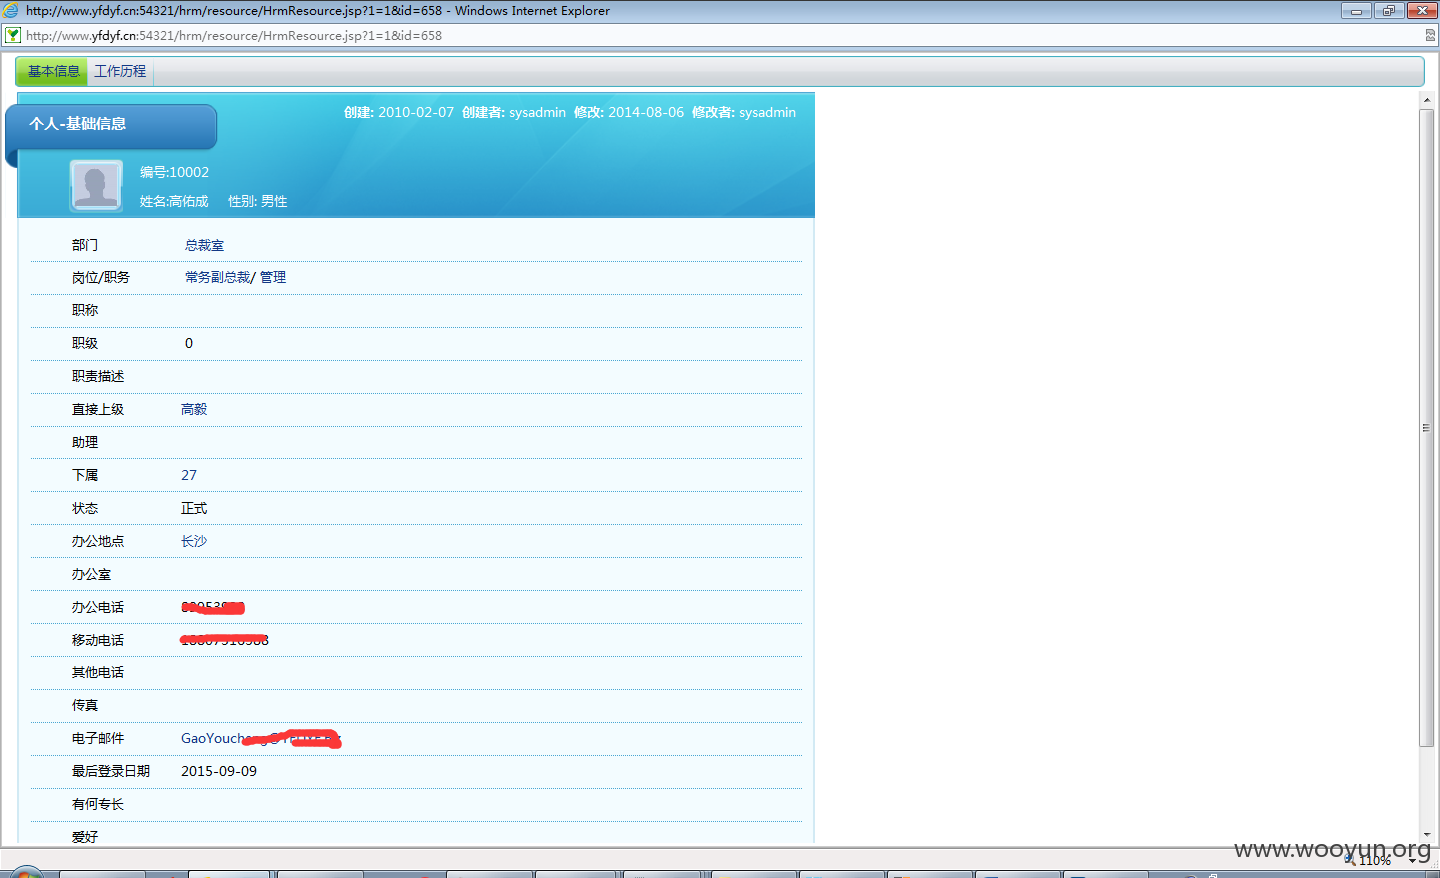 http://www.yfdyf.cn:54321/hrm/resource/HrmResource.jsp?1=1&id=658 - Windows Internet Explorer
http://www.yfdyf.cn:54321/hrm/resource/HrmResource.jsp?1=1&id=658
基本信息 工作历程
创建: 2010-02-07 创建者: sysadmin 修改: 2014-08-06 修改者: sysadmin
个人-基础信息
编号:10002
姓名:高佑成 性别: 男性
部门 总裁室
岗位/职务 常务副总裁/ 管理
职称
职级 0
职责描述
直接上级 高毅
助理
下属 27
状态 正式
办公地点 长沙
办公室
办公电话
移动电话
其他电话
传真
电子邮件 GaoYouch
最后登录日期 2015-09-09
有何专长
爱好
www.wooyun.org
110%